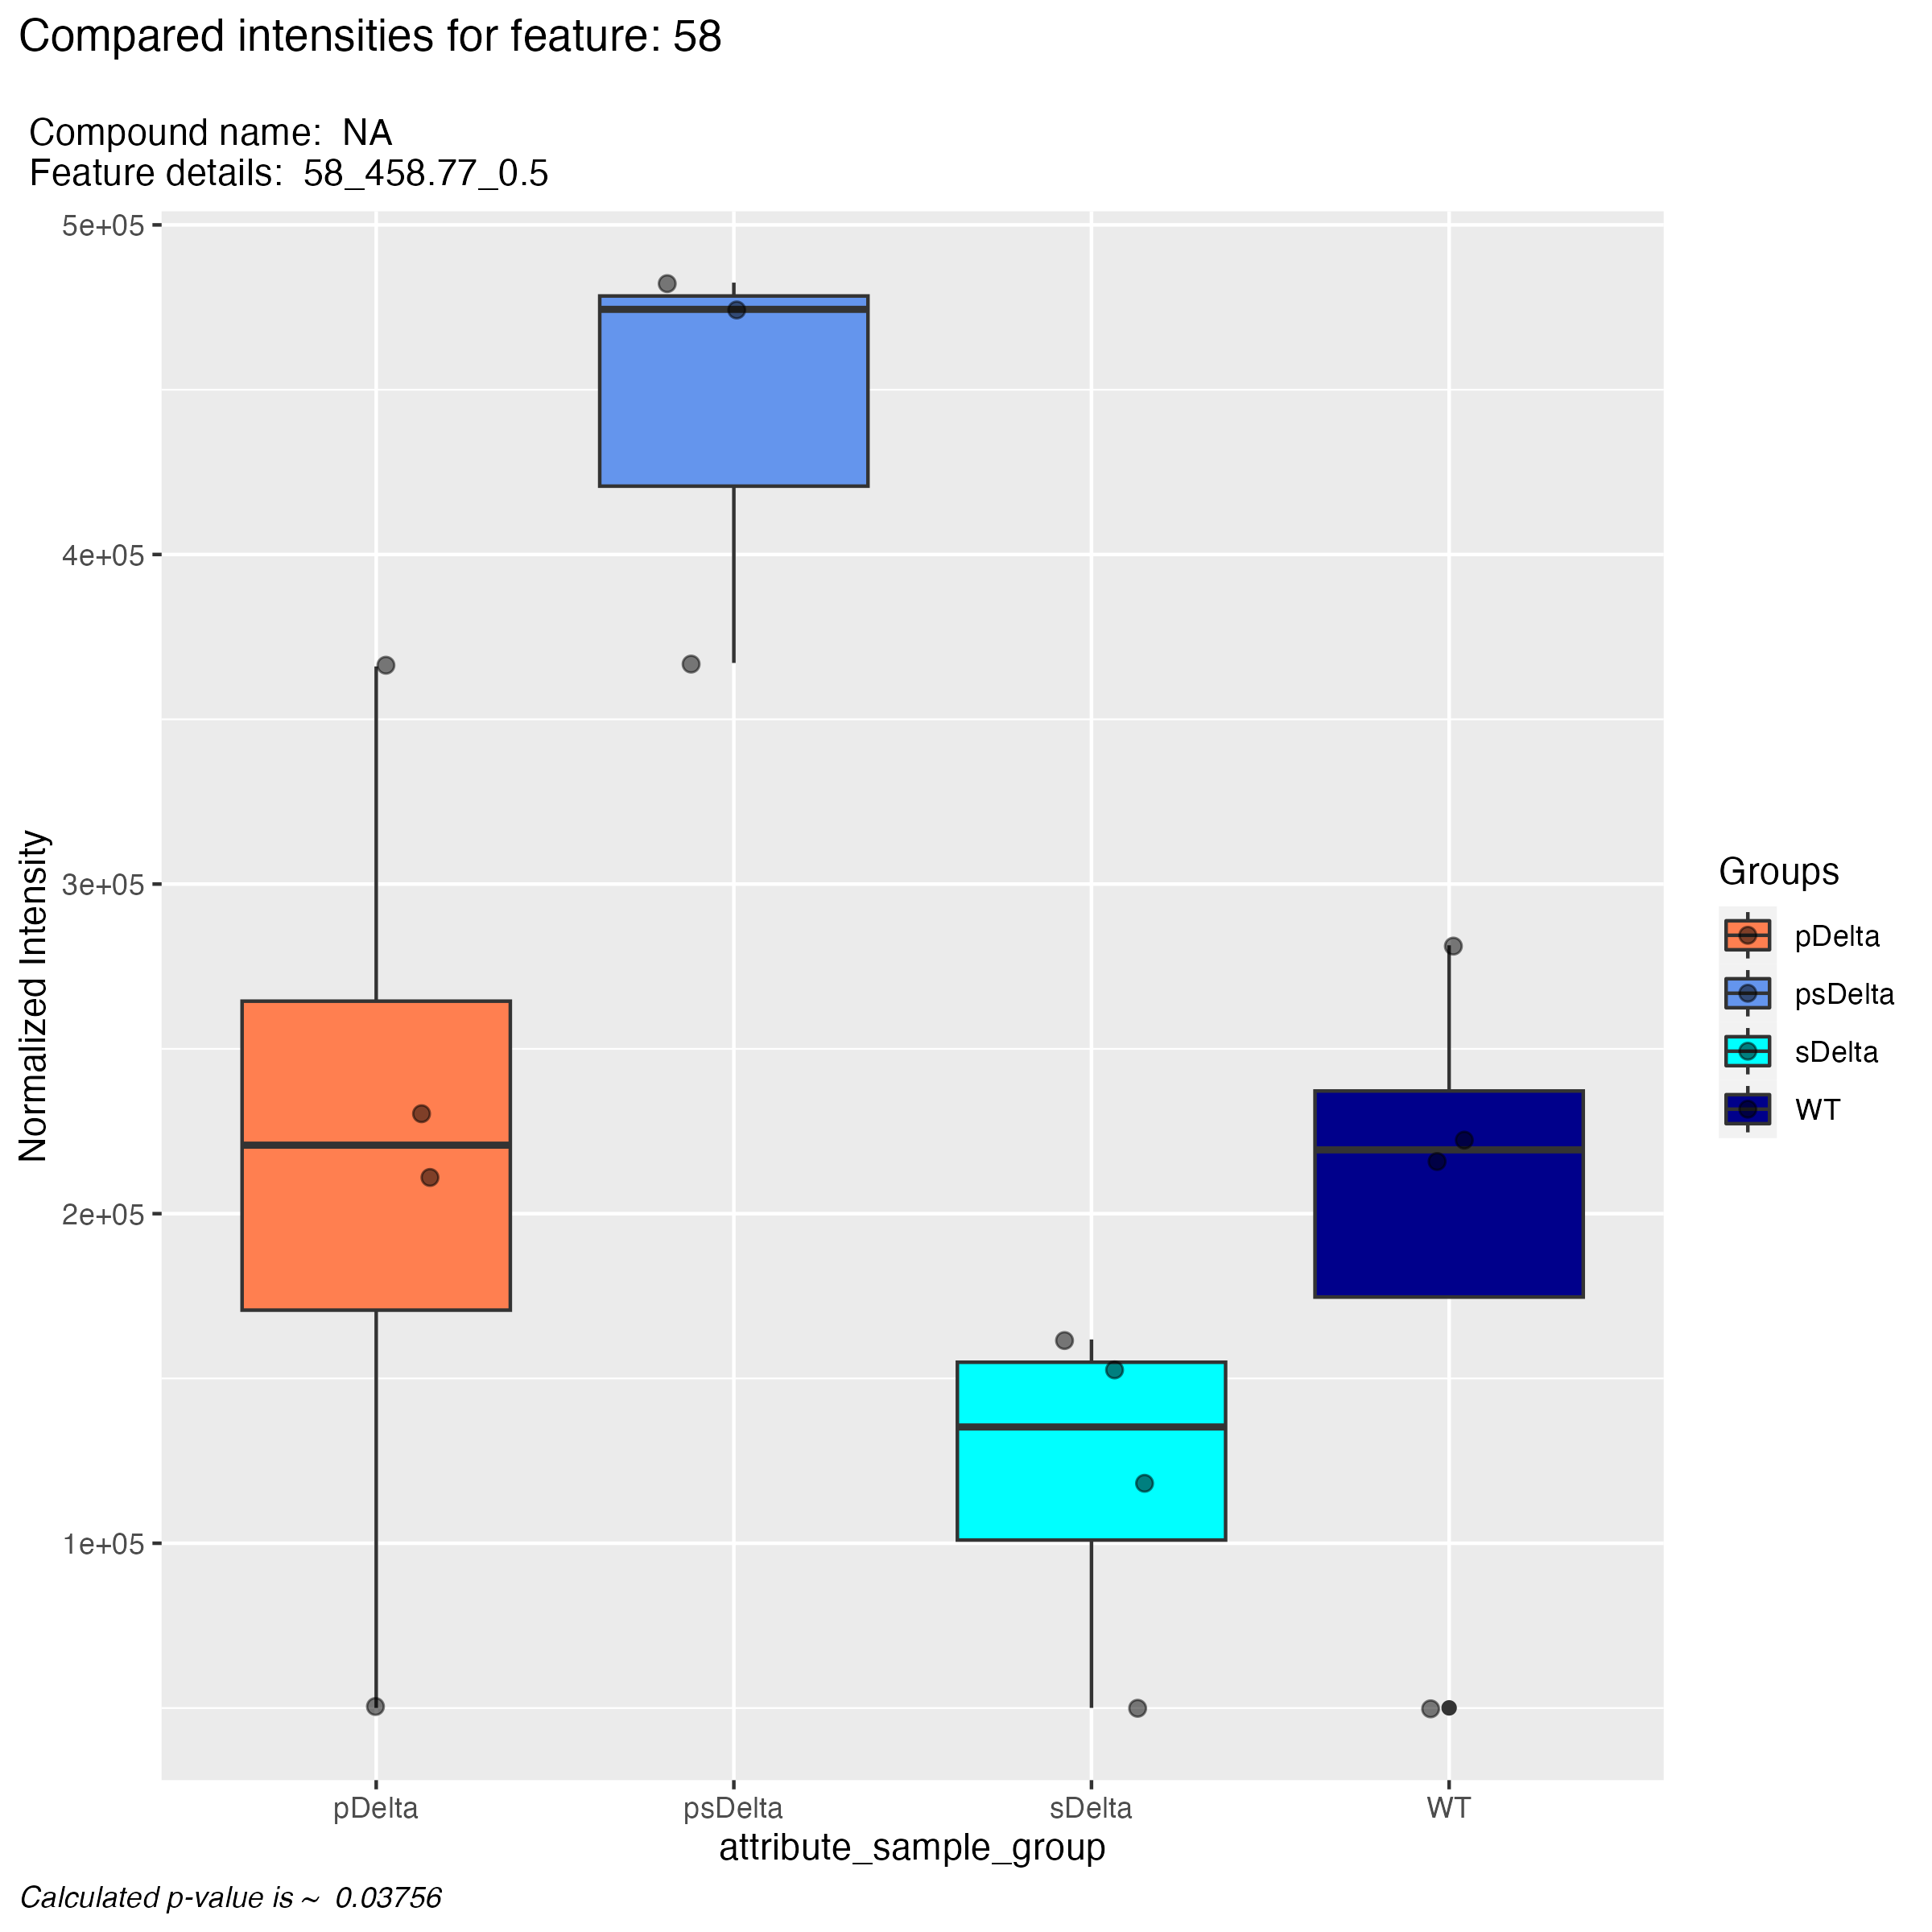 Compared intensities for feature: 58
Compound name:  NA
Feature details:  58_458.77_0.5
Normalized Intensity
5e+05
4e+05
3e+05
2e+05
1e+05
pDelta
psDelta
sDelta
WT
attribute_sample_group
Groups
pDelta
psDelta
sDelta
WT
Calculated p-value is ~  0.03756